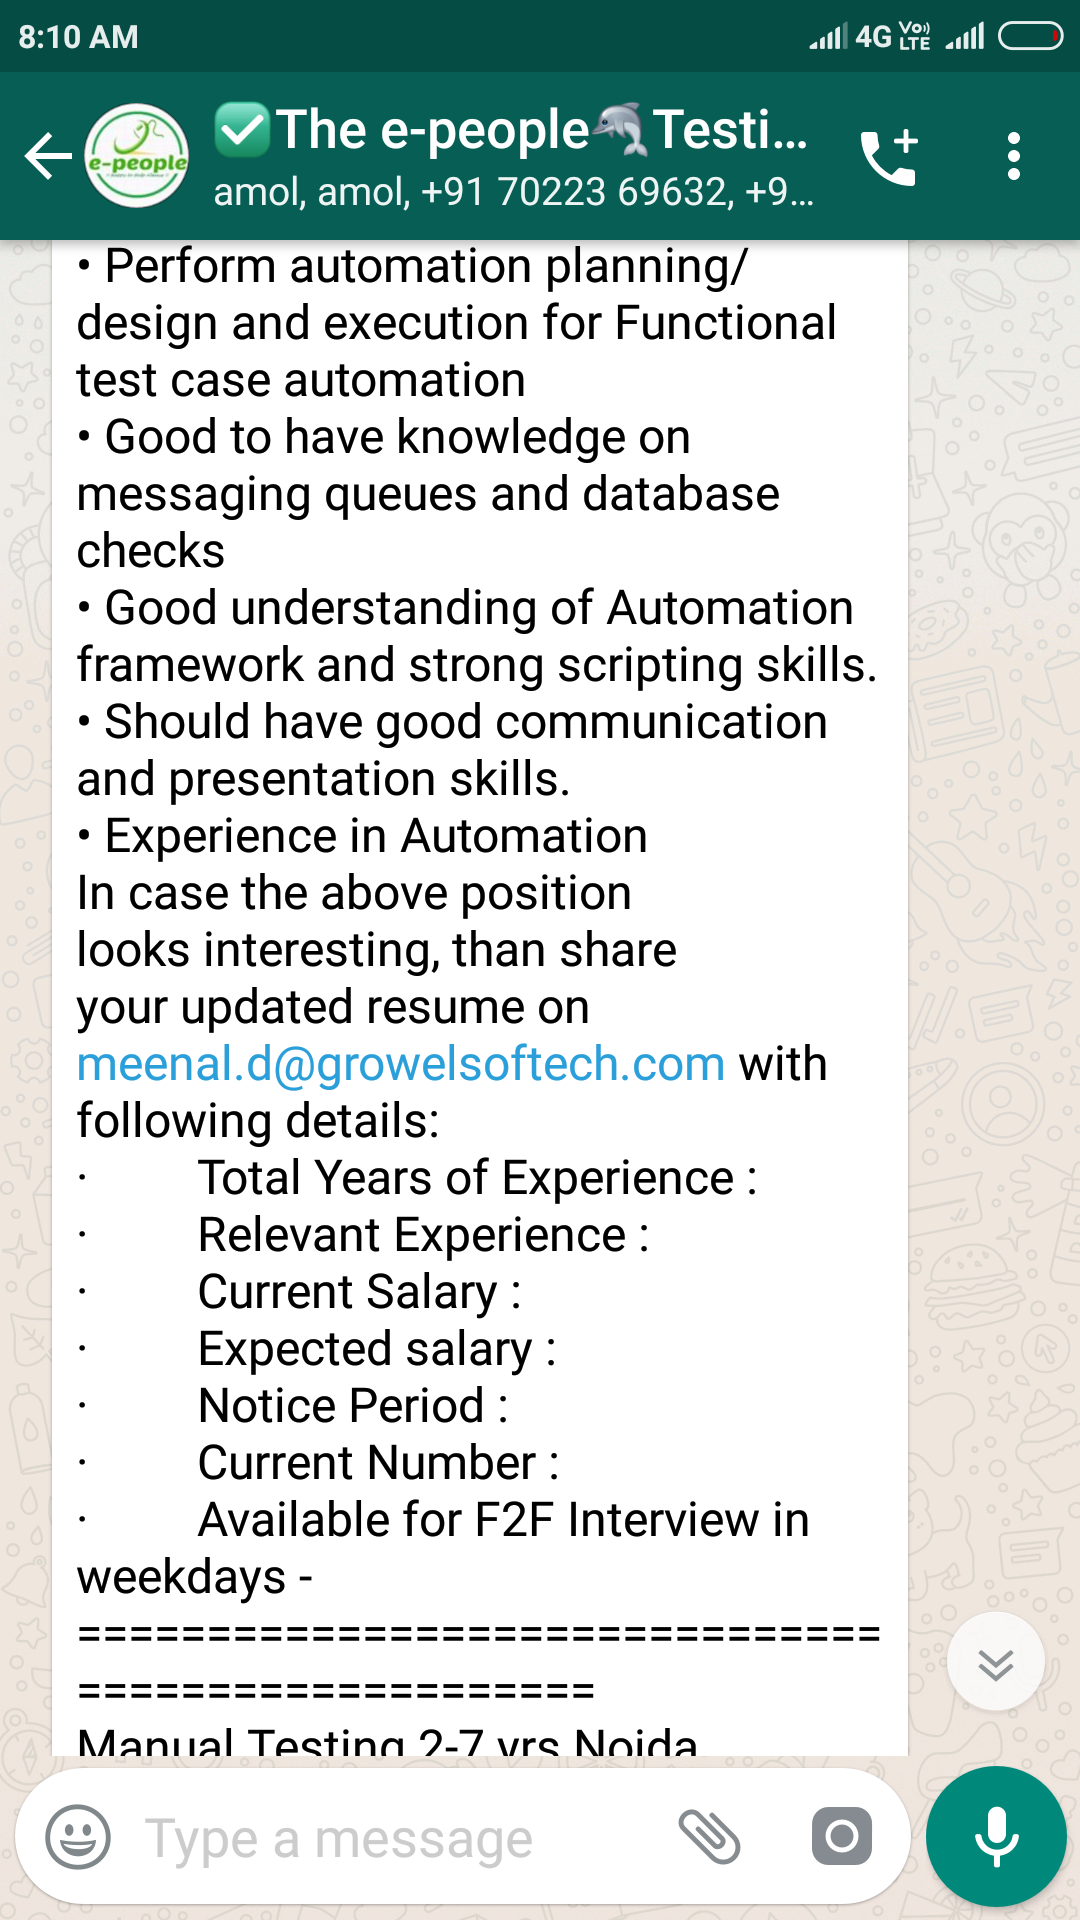 8:10 AM
4G VoLTE
e-people
✅The e-people🐬Testi...
amol, amol, +91 70223 69632, +9...
• Perform automation planning/
design and execution for Functional
test case automation
• Good to have knowledge on
messaging queues and database
checks
• Good understanding of Automation
framework and strong scripting skills.
• Should have good communication
and presentation skills.
• Experience in Automation
In case the above position
looks interesting, than share
your updated resume on
meenal.d@growelsoftech.com with
following details:
· Total Years of Experience :
· Relevant Experience :
· Current Salary :
· Expected salary :
· Notice Period :
· Current Number :
· Available for F2F Interview in
weekdays -
===============================
====================
Manual Testing 2-7 yrs Noida
Type a message